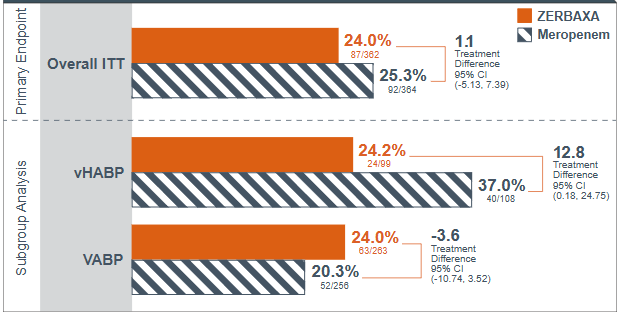 ZERBAXA
Meropenem
Primary Endpoint
Overall ITT
24.0%
87/362
25.3%
92/364
1.1
Treatment
Difference
95% CI
(-5.13, 7.39)
Subgroup Analysis
vHABP
24.2%
24/99
37.0%
40/108
12.8
Treatment
Difference
95% CI
(0.18, 24.75)
VABP
24.0%
63/263
20.3%
52/256
-3.6
Treatment
Difference
95% CI
(-10.74, 3.52)